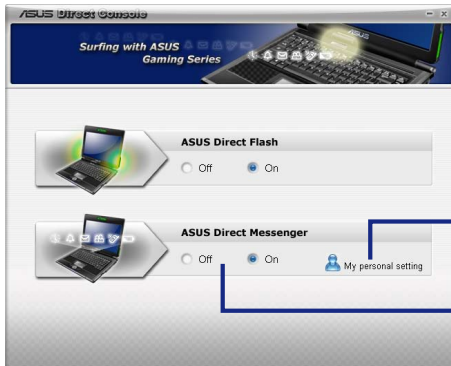 ASUS Direct Console
Surfing with ASUS
Gaming Series
ASUS Direct Flash
Off On
ASUS Direct Messenger
Off On My personal setting